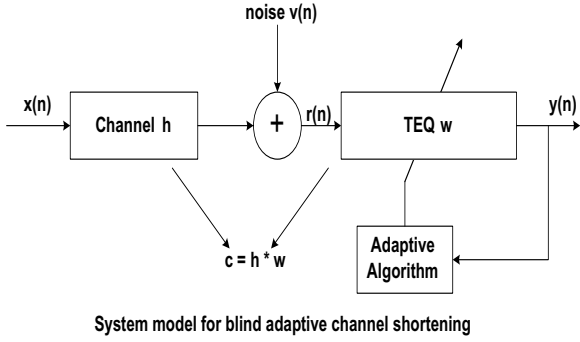 noise v(n)
x(n)
Channel h
+
r(n)
TEQ w
y(n)
c = h * w
Adaptive
Algorithm
System model for blind adaptive channel shortening